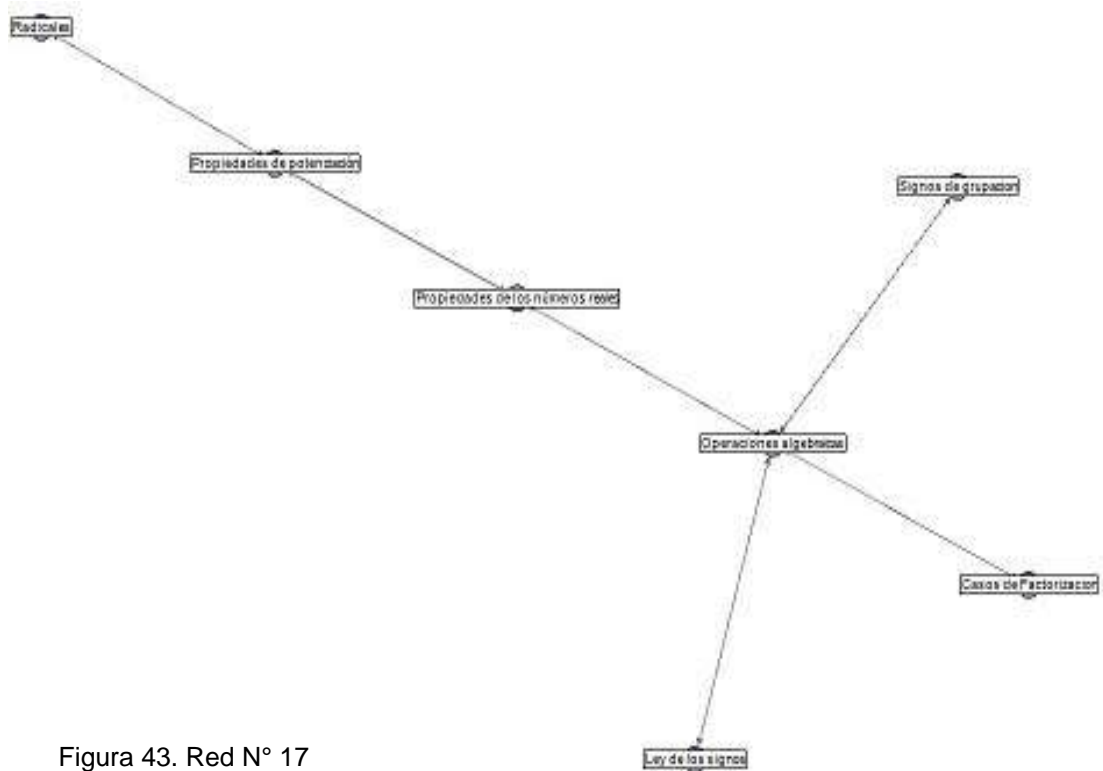 Radicales
Propiedades de potenciación
Signos de grupacion
Propiedades de los números reales
Operaciones algebraicas
Casos de Factorizacion
Ley de los signos
Figura 43. Red N° 17